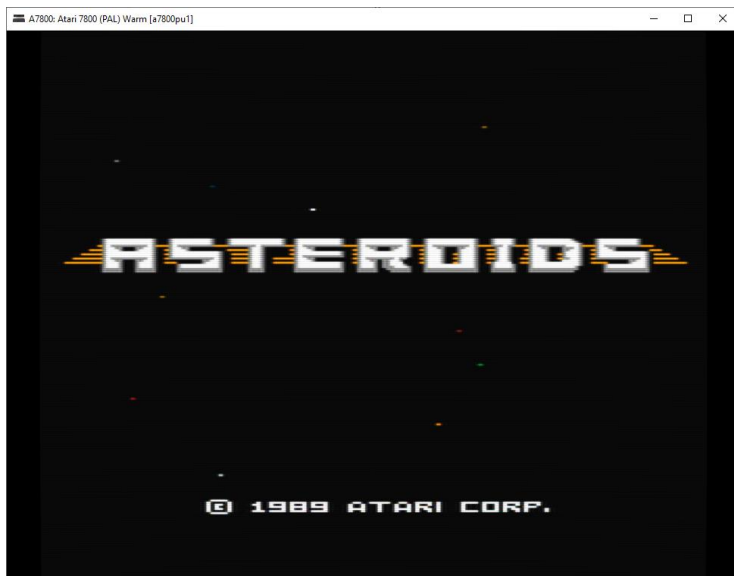 A7800: Atari 7800 (PAL) Warm [a7800pu1]
ASTEROIDS
© 1989 ATARI CORP.